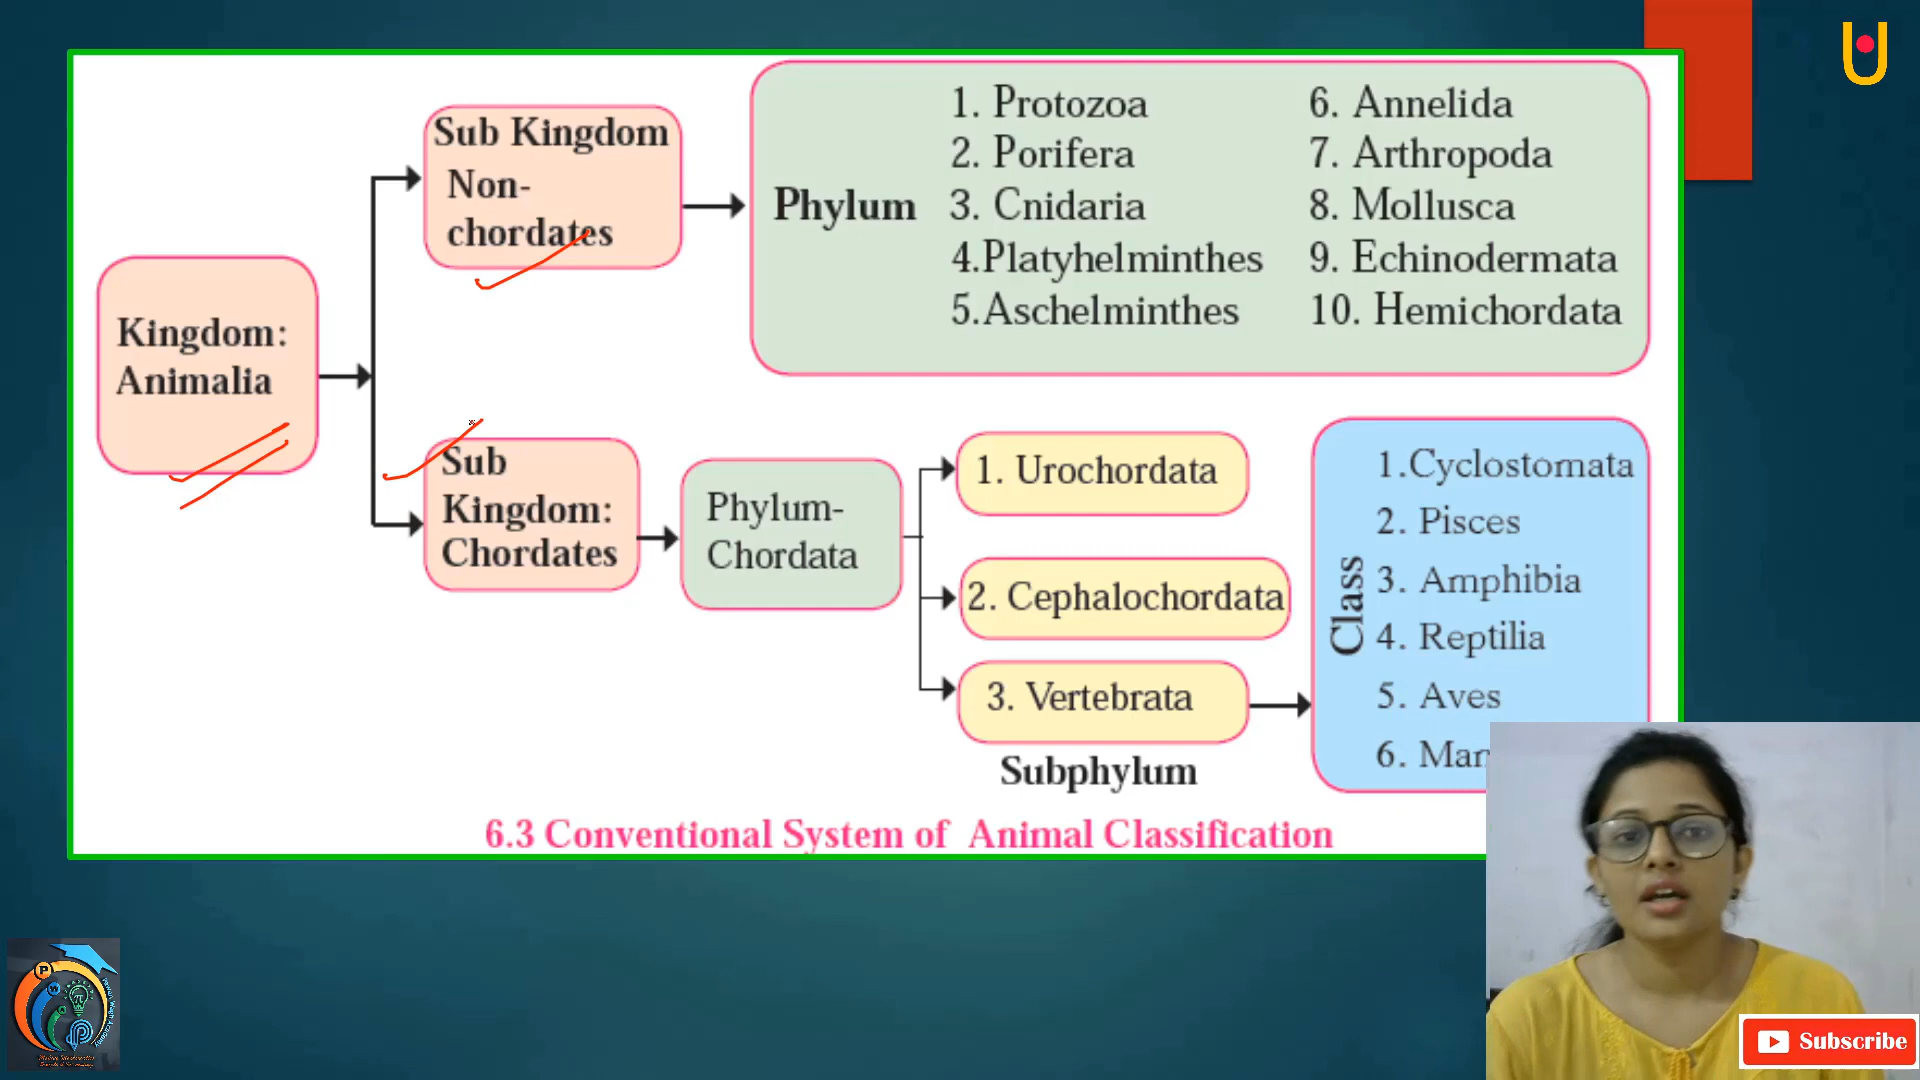 Sub Kingdom
Non-
chordates
Phylum
1. Protozoa
2. Porifera
3. Cnidaria
4.Platyhelminthes
5.Aschelminthes
6. Annelida
7. Arthropoda
8. Mollusca
9. Echinodermata
10. Hemichordata
Kingdom:
Animalia
Sub
Kingdom:
Chordates
Phylum-
Chordata
1. Urochordata
2. Cephalochordata
3. Vertebrata
Subphylum
Class
1.Cyclostomata
2. Pisces
3. Amphibia
4. Reptilia
5. Aves
6. Mam
6.3 Conventional System of Animal Classification
Subscribe